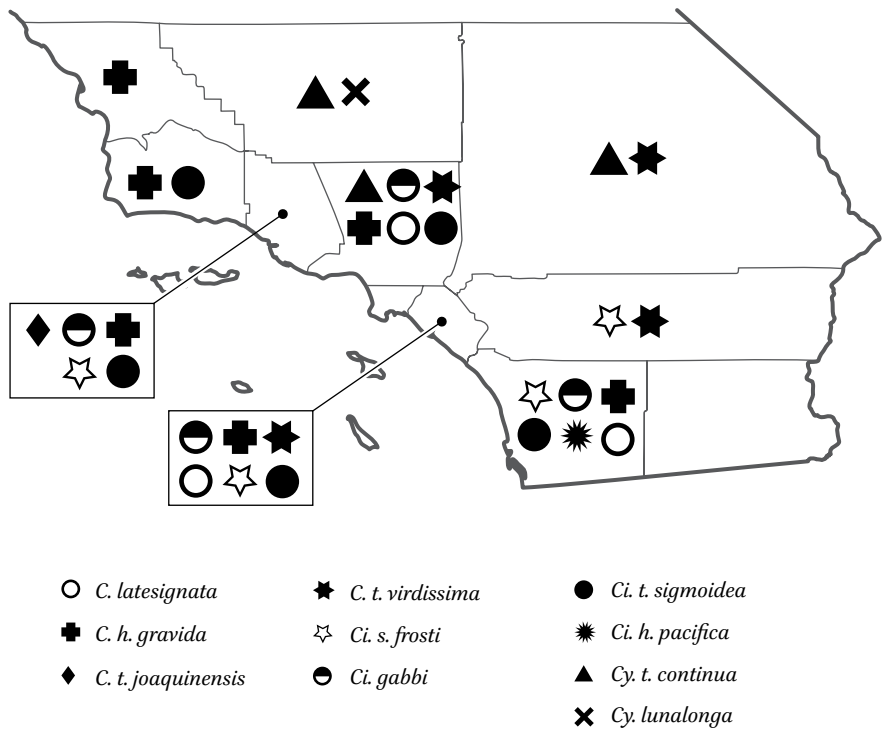 C. latesignata
C. t. virdissima
Ci. t. sigmoidea
C. h. gravida
Ci. s. frosti
Ci. h. pacifica
C. t. joaquinensis
Ci. gabbi
Cy. t. continua
Cy. lunalonga